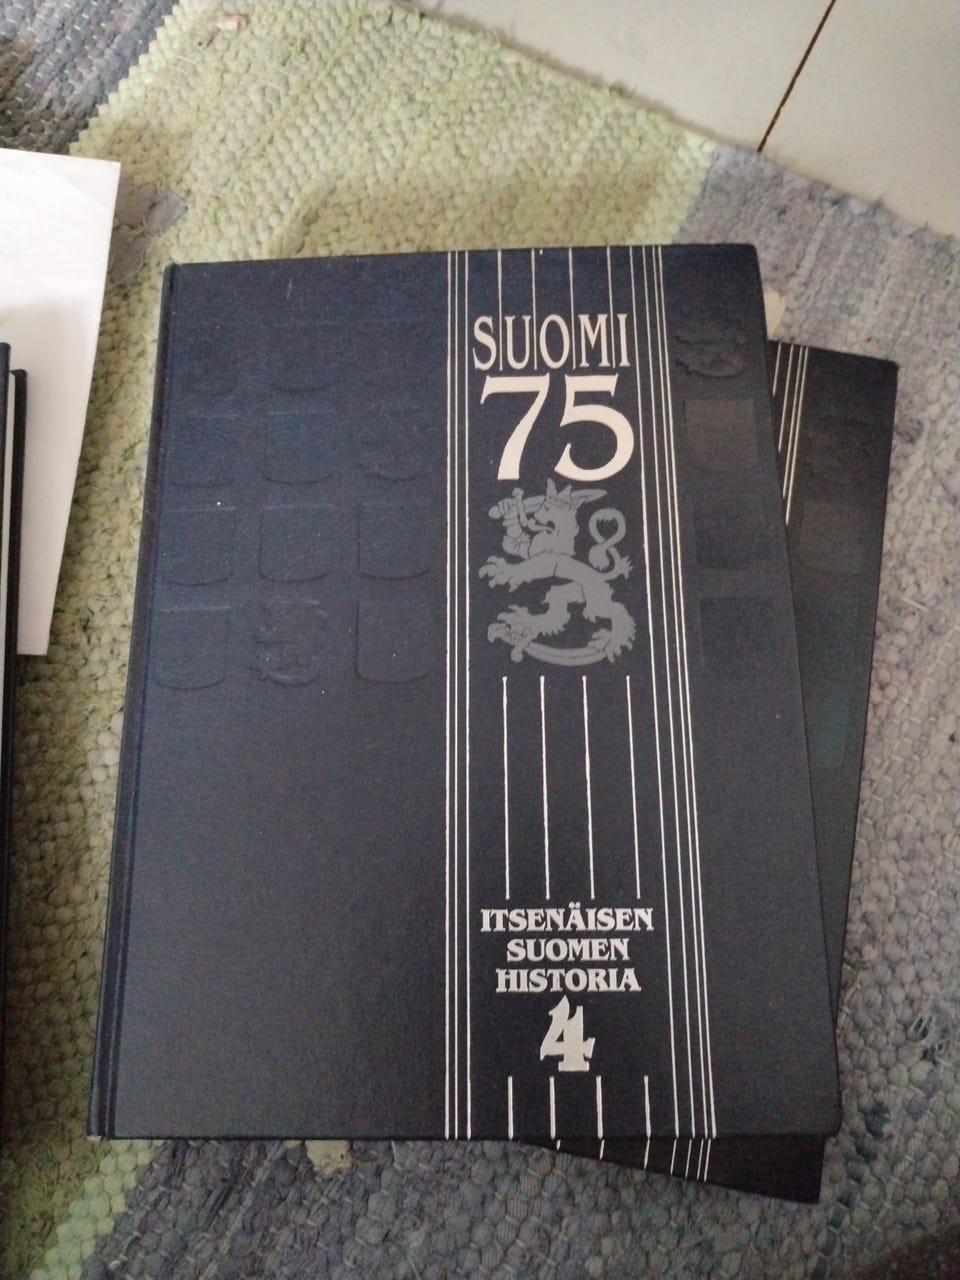 SUOMI
75
ITSENÄISEN
SUOMEN
HISTORIA
4